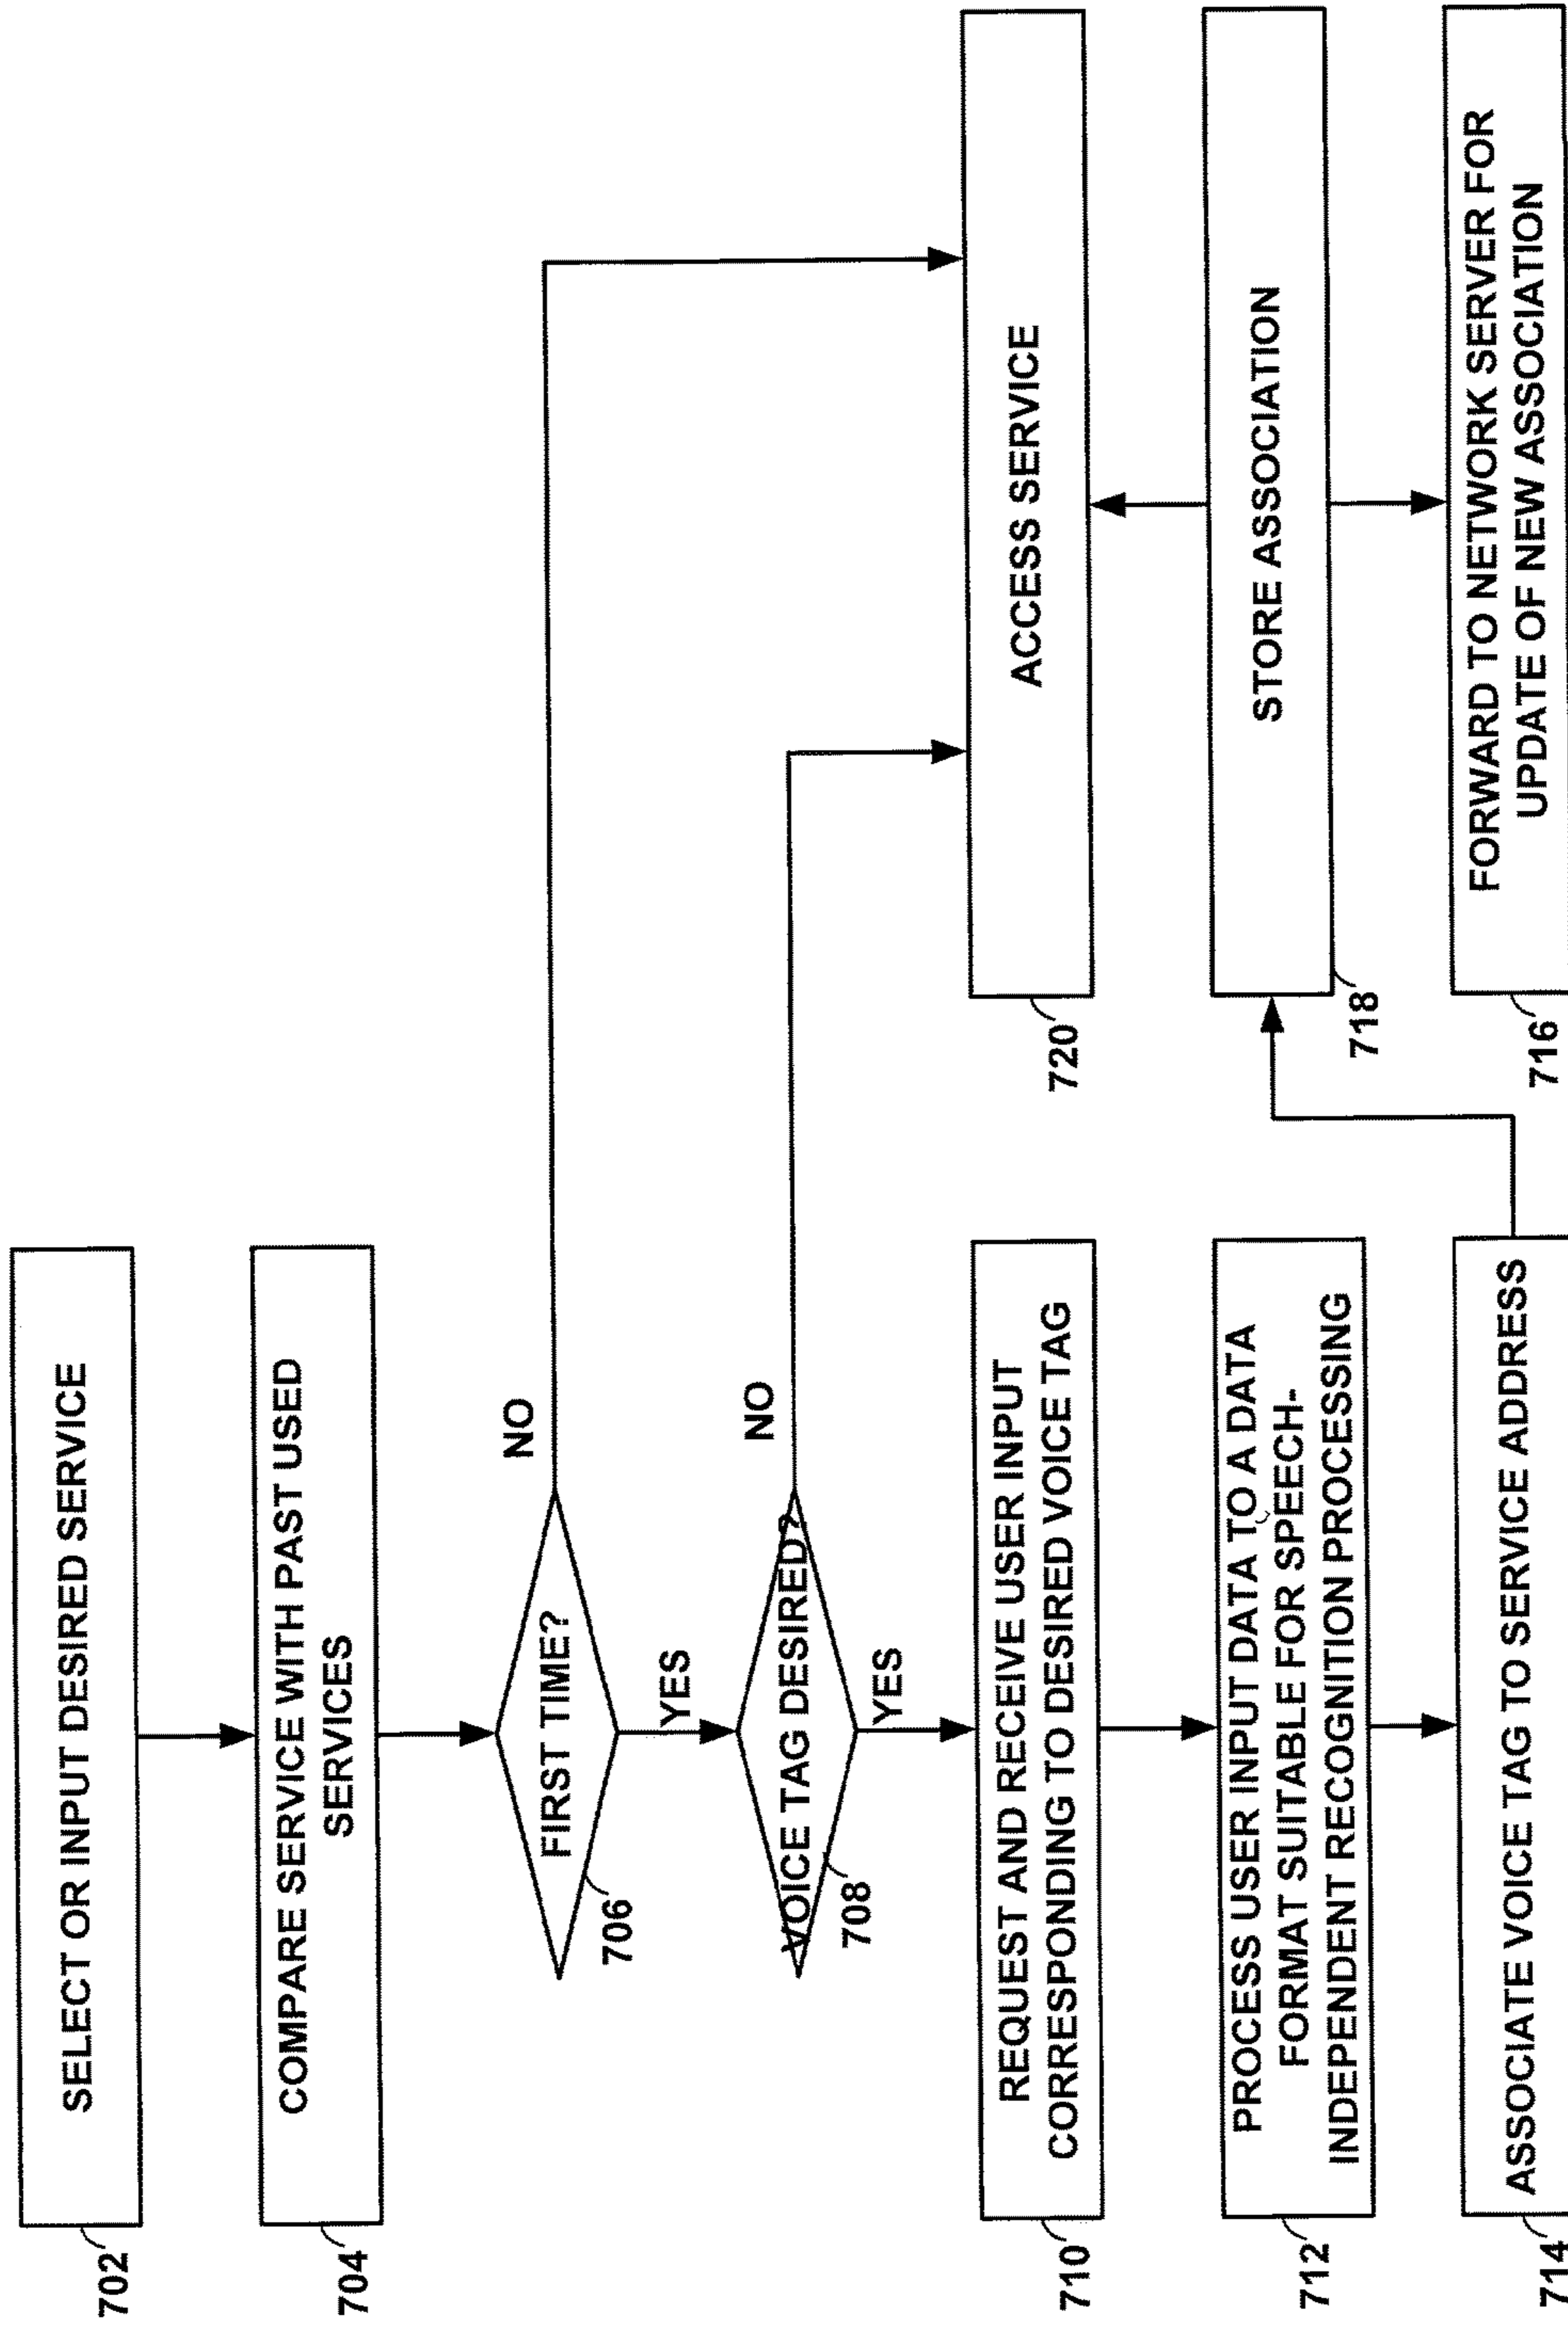 SELECT OR INPUT DESIRED SERVICE
702
COMPARE SERVICE WITH PAST USED
SERVICES
704
FIRST TIME?
706
NO
YES
VOICE TAG DESIRED?
708
NO
YES
REQUEST AND RECEIVE USER INPUT
CORRESPONDING TO DESIRED VOICE TAG
710
PROCESS USER INPUT DATA TO A DATA
FORMAT SUITABLE FOR SPEECH-
INDEPENDENT RECOGNITION PROCESSING
712
ASSOCIATE VOICE TAG TO SERVICE ADDRESS
714
ACCESS SERVICE
720
STORE ASSOCIATION
718
FORWARD TO NETWORK SERVER FOR
UPDATE OF NEW ASSOCIATION
716